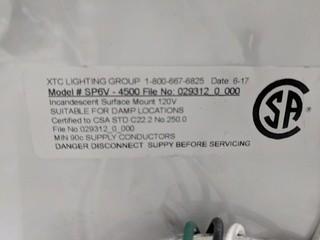 XTC LIGHTING GROUP 1-800-667-6825 Date: 6-17
Model # SP6V - 4500 File No: 029312_0_000
Incandescent Surface Mount 120V
SUITABLE FOR DAMP LOCATIONS
Certified to CSA STD C22.2 No.250.0
File No:029312_0_000
MIN 90c SUPPLY CONDUCTORS
DANGER DISCONNECT SUPPY BEFORE SERVICING
CSA